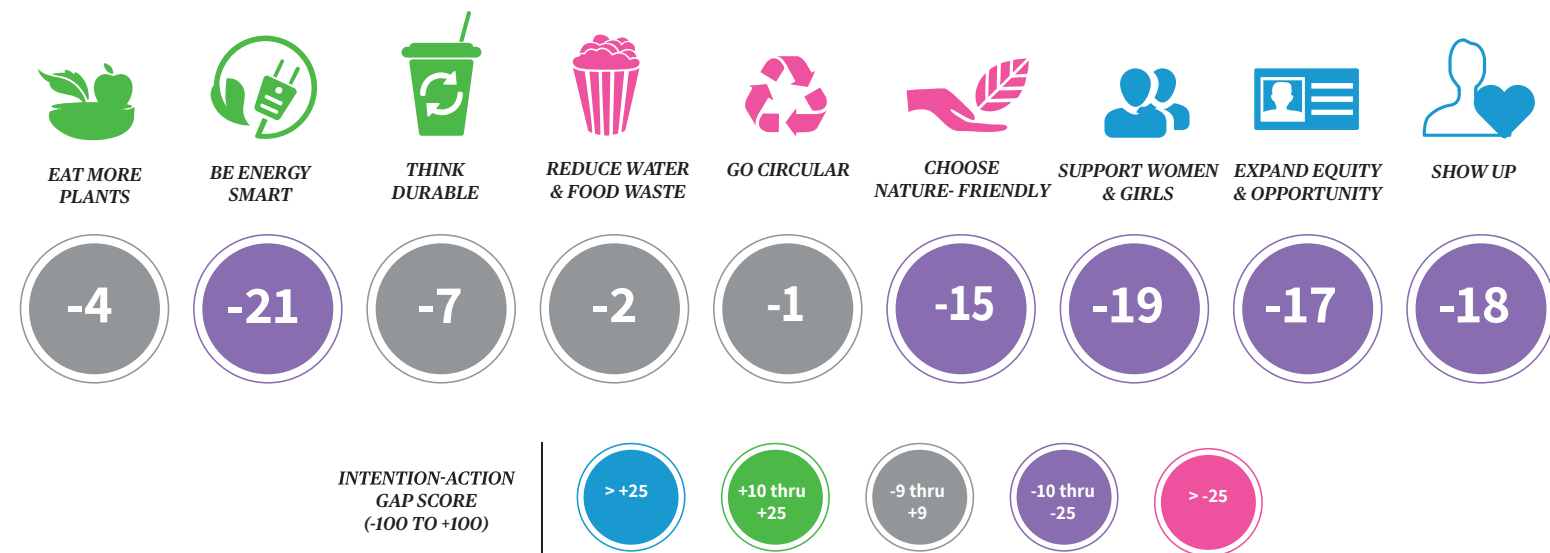 EAT MORE
PLANTS
BE ENERGY
SMART
THINK
DURABLE
REDUCE WATER
& FOOD WASTE
GO CIRCULAR
CHOOSE
NATURE- FRIENDLY
SUPPORT WOMEN
& GIRLS
EXPAND EQUITY
& OPPORTUNITY
SHOW UP
-4
-21
-7
-2
-1
-15
-19
-17
-18
INTENTION-ACTION
GAP SCORE
(-100 TO +100)
> +25
+10 thru
+25
-9 thru
+9
-10 thru
-25
> -25